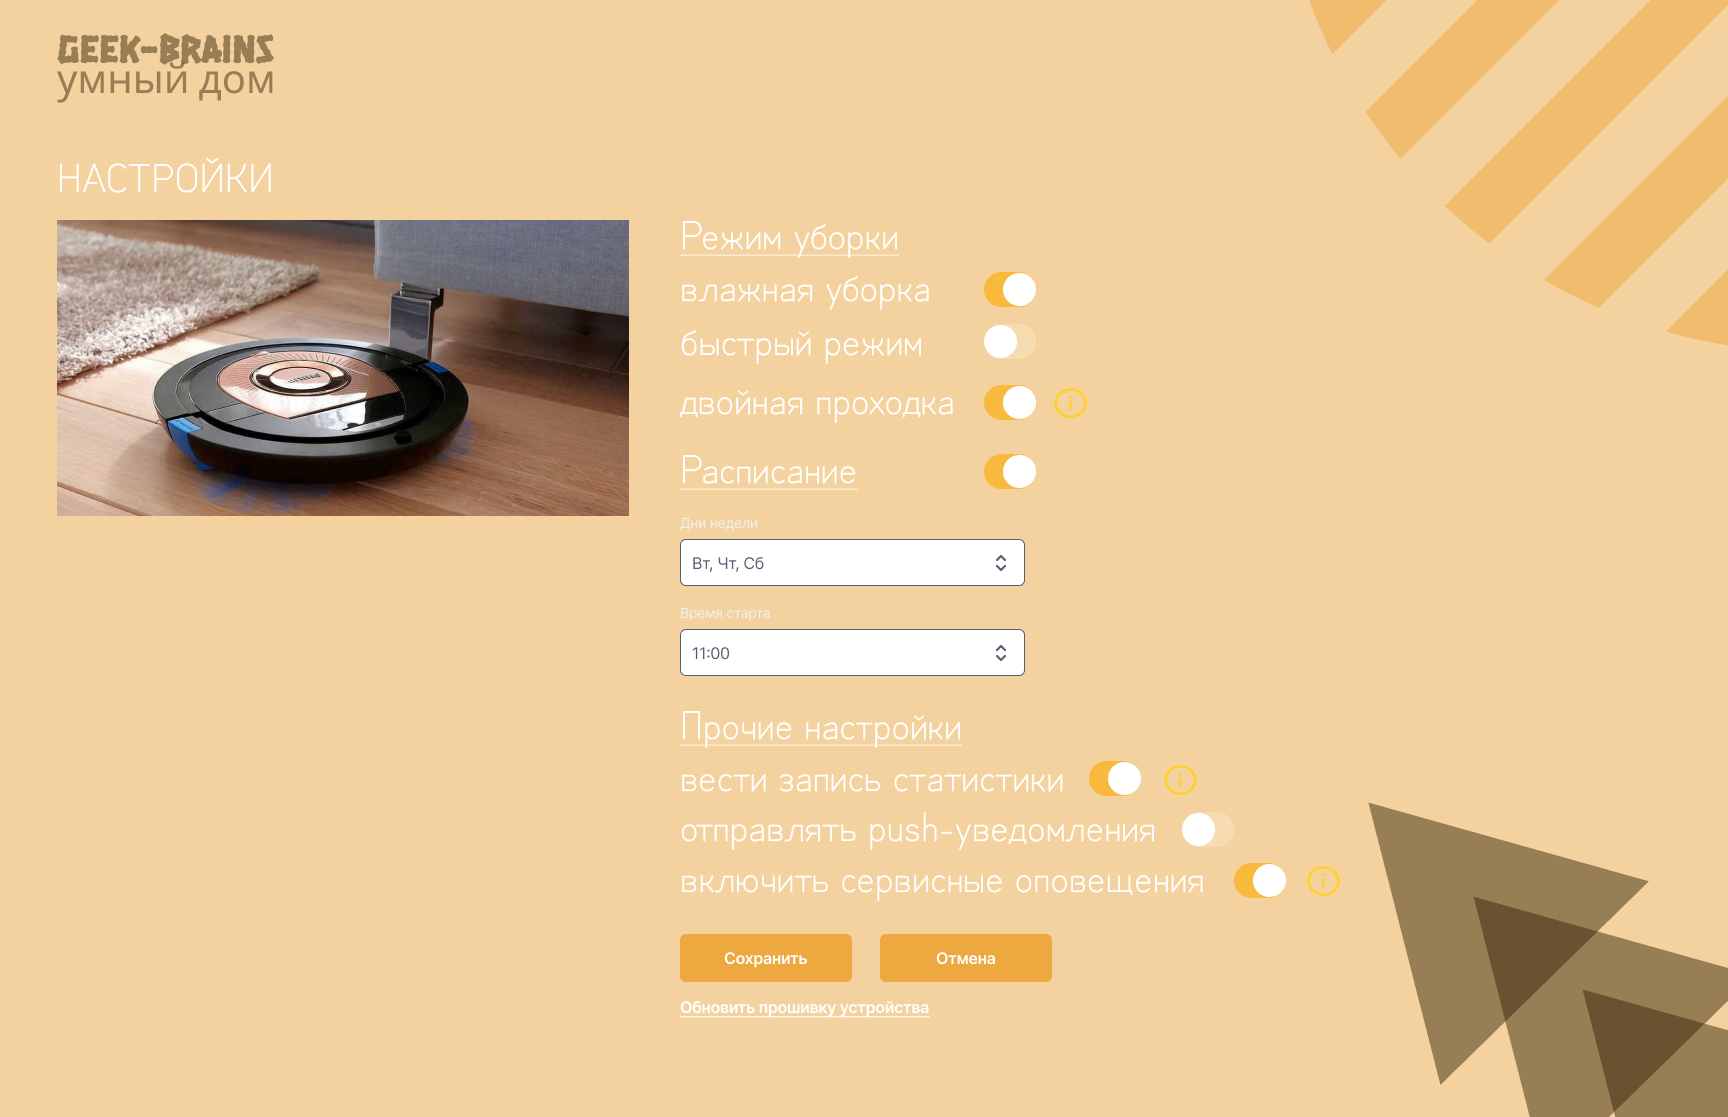 GEEK-BRAINS
умный дом
НАСТРОЙКИ
PHILIPS
Режим уборки
влажная уборка
быстрый режим
двойная проходка
Расписание
Дни недели
Вт, Чт, Сб
Время старта
11:00
Прочие настройки
вести запись статистики
отправлять push-уведомления
включить сервисные оповещения
Сохранить
Отмена
Обновить прошивку устройства